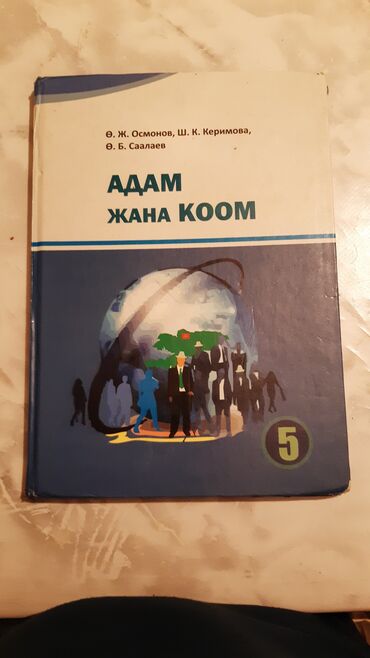 Ө. Ж. Осмонов, Ш. К. Керимова,
Ө. Б. Саалаев
АДАМ
ЖАНА КООМ
5